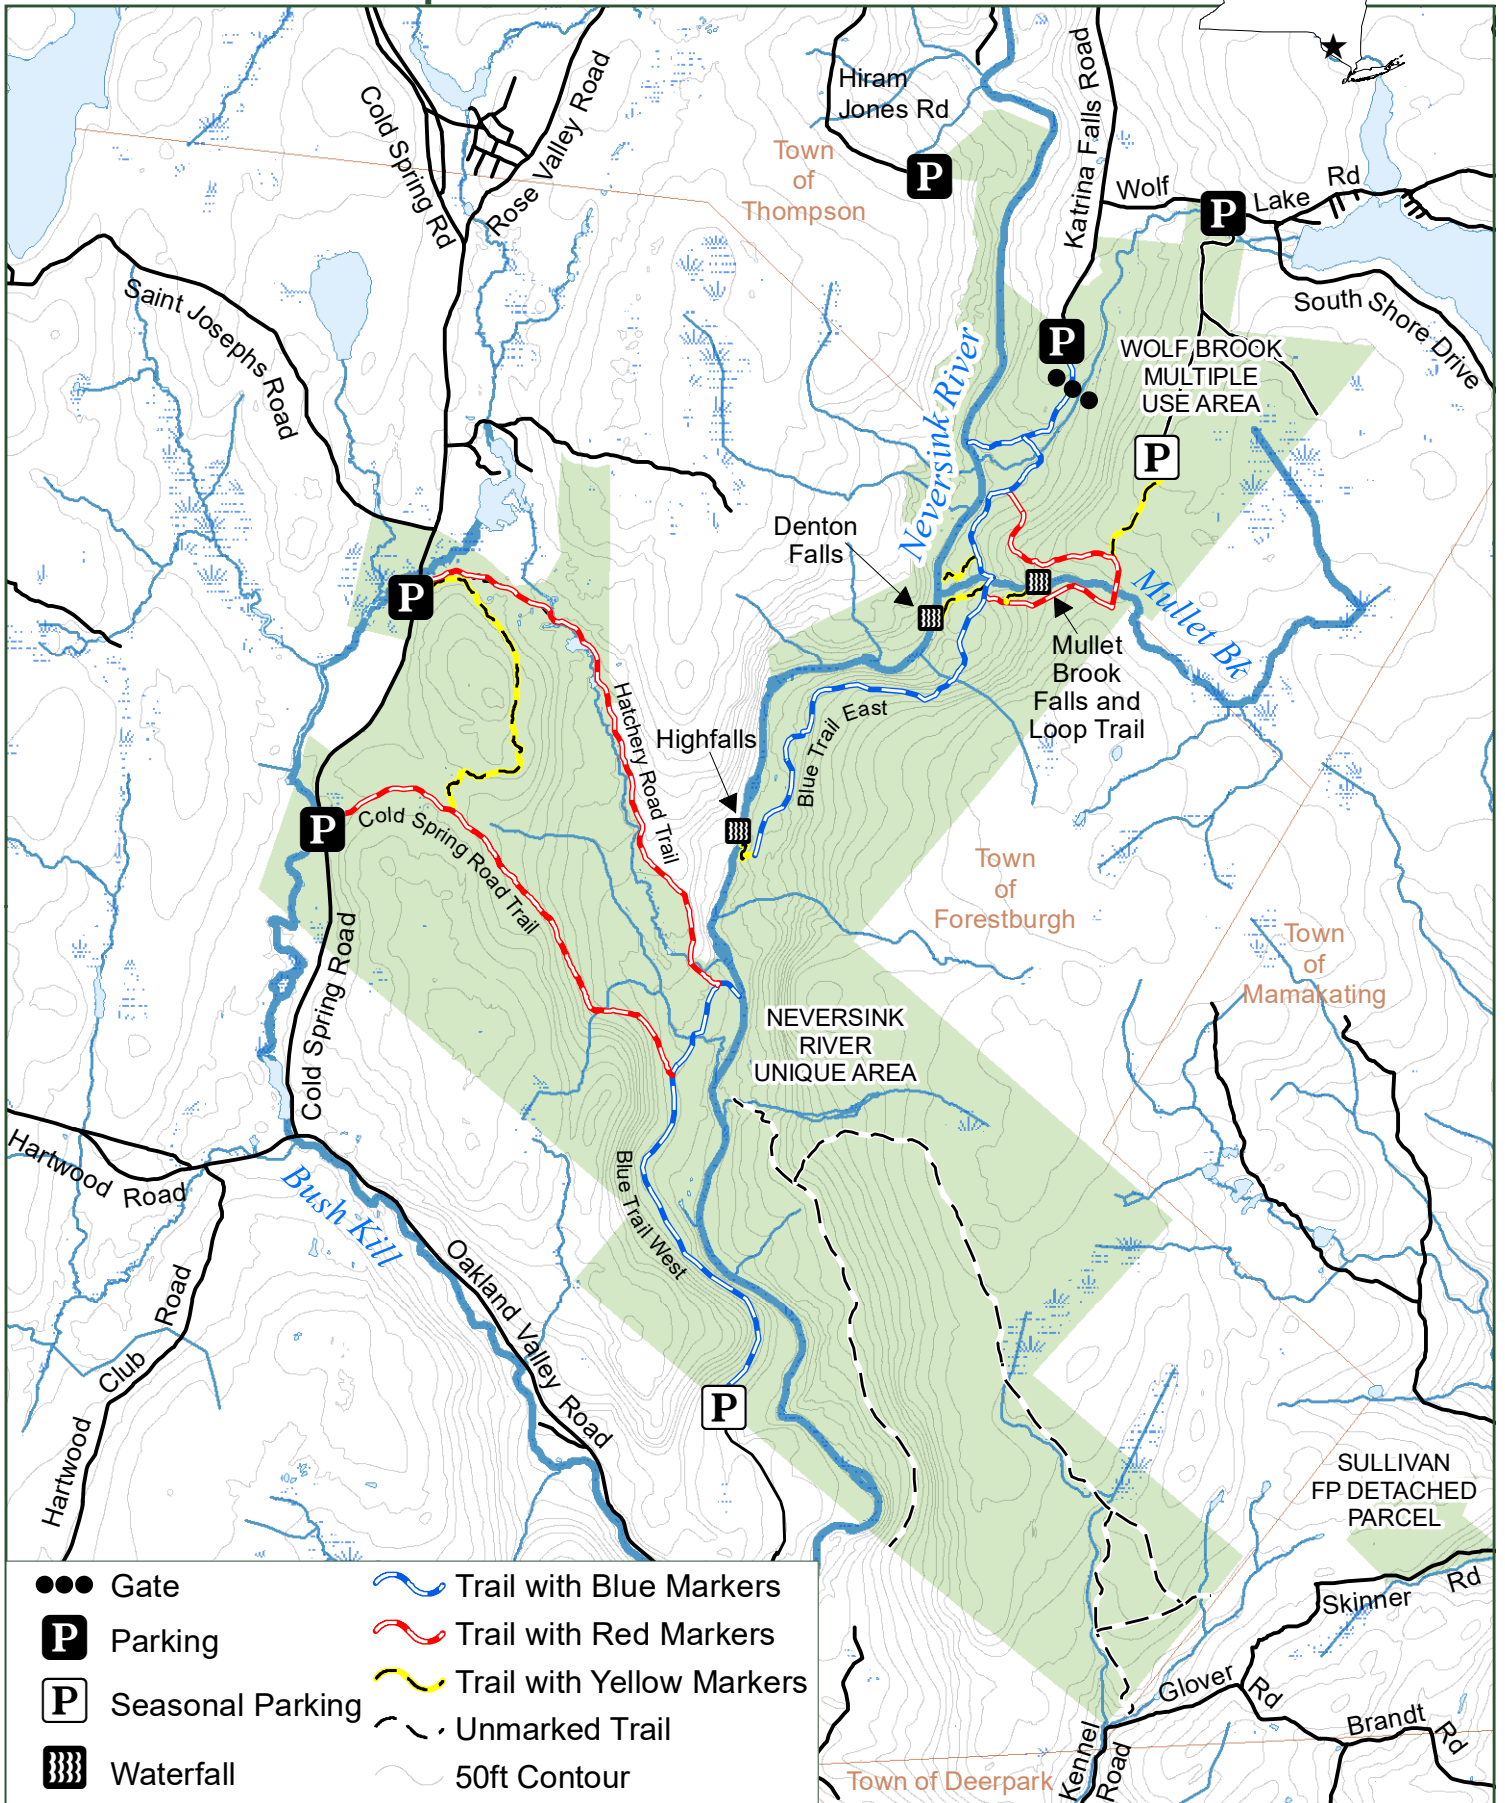 Hiram
Jones Rd
Katrina Falls Road
Cold Spring Rd
Rose Valley Road
Town
of
Thompson
P
Wolf
P
Lake
Rd
Saint Josephs Road
South Shore Drive
P
WOLF BROOK
MULTIPLE
USE AREA
Neversink River
P
Denton
Falls
P
Mullet Bk
Mullet
Brook
Falls and
Loop Trail
Hatchery Road Trail
Highfalls
Blue Trail East
P
Cold Spring Road Trail
Town
of
Forestburgh
Town
of
Mamakating
Cold Spring Road
NEVERSINK
RIVER
UNIQUE AREA
Hartwood Road
Bush Kill
Blue Trail West
Oakland Valley Road
Hartwood Club Road
P
SULLIVAN
FP DETACHED
PARCEL
Skinner Rd
Glover Rd
Brandt Rd
Kennel
Road
Town of Deerpark
Gate
P Parking
P Seasonal Parking
Waterfall
Trail with Blue Markers
Trail with Red Markers
Trail with Yellow Markers
Unmarked Trail
50ft Contour